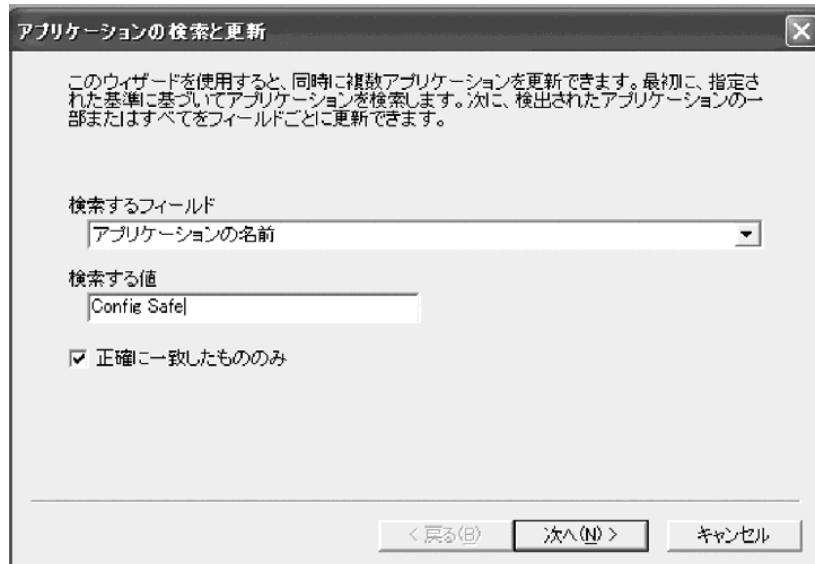 アプリケーションの検索と更新
このウィザードを使用すると、同時に複数アプリケーションを更新できます。最初に、指定さ
れた基準に基づいてアプリケーションを検索します。次に、検出されたアプリケーションの一
部またはすべてをフィールドごとに更新できます。
検索するフィールド
アプリケーションの名前
検索する値
Config Safe
正確に一致したもののみ
< 戻る(B)
次へ(N) >
キャンセル